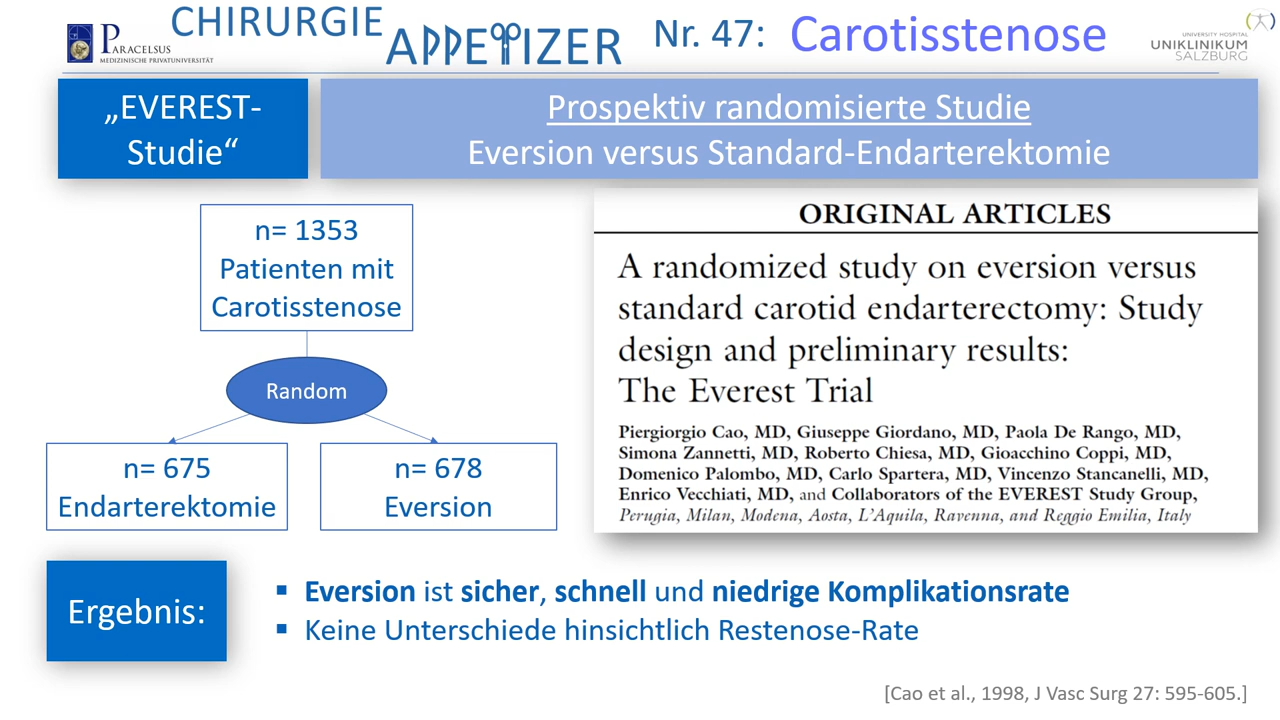 PARACELSUS
MEDIZINISCHE PRIVATUNIVERSITÄT
CHIRURGIE
APPETIZER
Nr. 47: Carotisstenose
UNIVERSITY HOSPITAL
UNIKLINIKUM
SALZBURG
„EVEREST-
Studie“
Prospektiv randomisierte Studie
Eversion versus Standard-Endarterektomie
n= 1353
Patienten mit
Carotisstenose
Random
n= 675
Endarterektomie
n= 678
Eversion
ORIGINAL ARTICLES
A randomized study on eversion versus
standard carotid endarterectomy: Study
design and preliminary results:
The Everest Trial
Piergiorgio Cao, MD, Giuseppe Giordano, MD, Paola De Rango, MD,
Simona Zannetti, MD, Roberto Chiesa, MD, Gioacchino Coppi, MD,
Domenico Palombo, MD, Carlo Spartera, MD, Vincenzo Stancanelli, MD,
Enrico Vecchiati, MD, and Collaborators of the EVEREST Study Group,
Perugia, Milan, Modena, Aosta, L'Aquila, Ravenna, and Reggio Emilia, Italy
Ergebnis:
▪ Eversion ist sicher, schnell und niedrige Komplikationsrate
▪ Keine Unterschiede hinsichtlich Restenose-Rate
[Cao et al., 1998, J Vasc Surg 27: 595-605.]